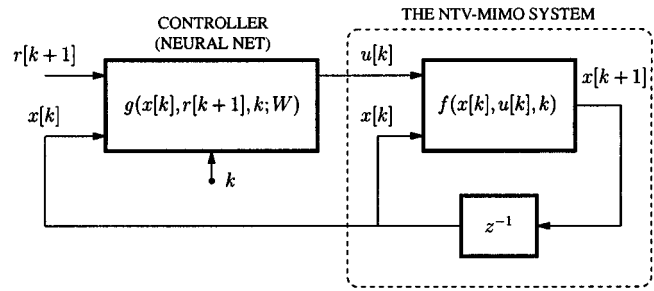 CONTROLLER
(NEURAL NET)
THE NTV-MIMO SYSTEM
r[k+1]
u[k]
x[k+1]
g(x[k],r[k+1],k;W)
f(x[k],u[k],k)
x[k]
x[k]
k
z⁻¹